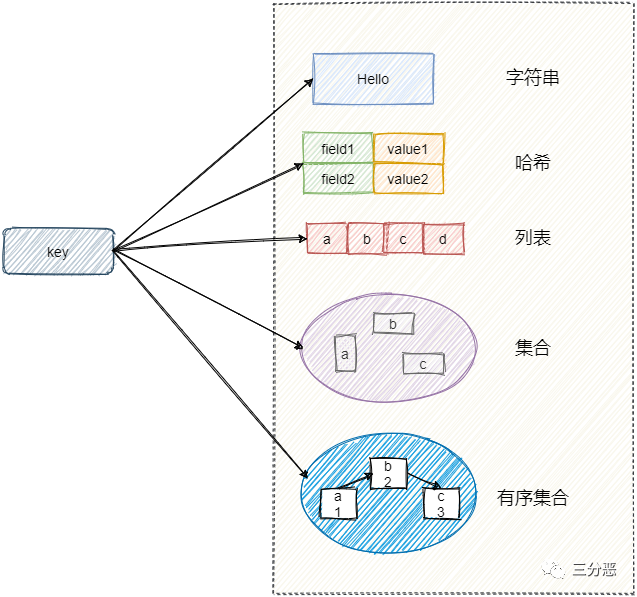 Hello
字符串
field1 value1
field2 value2
哈希
a b c d
列表
key
b
a
c
集合
b
2
a
1
c
3
有序集合
三分恶